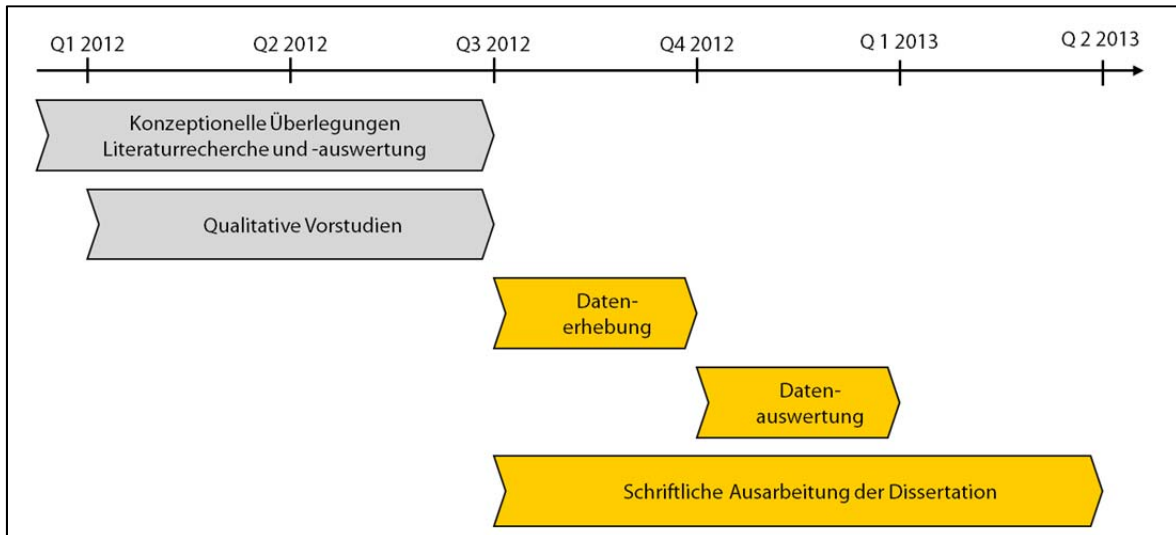 Q1 2012 Q2 2012 Q3 2012 Q4 2012 Q 1 2013 Q 2 2013
Konzeptionelle Überlegungen
Literaturrecherche und -auswertung
Qualitative Vorstudien
Daten-
erhebung
Daten-
auswertung
Schriftliche Ausarbeitung der Dissertation